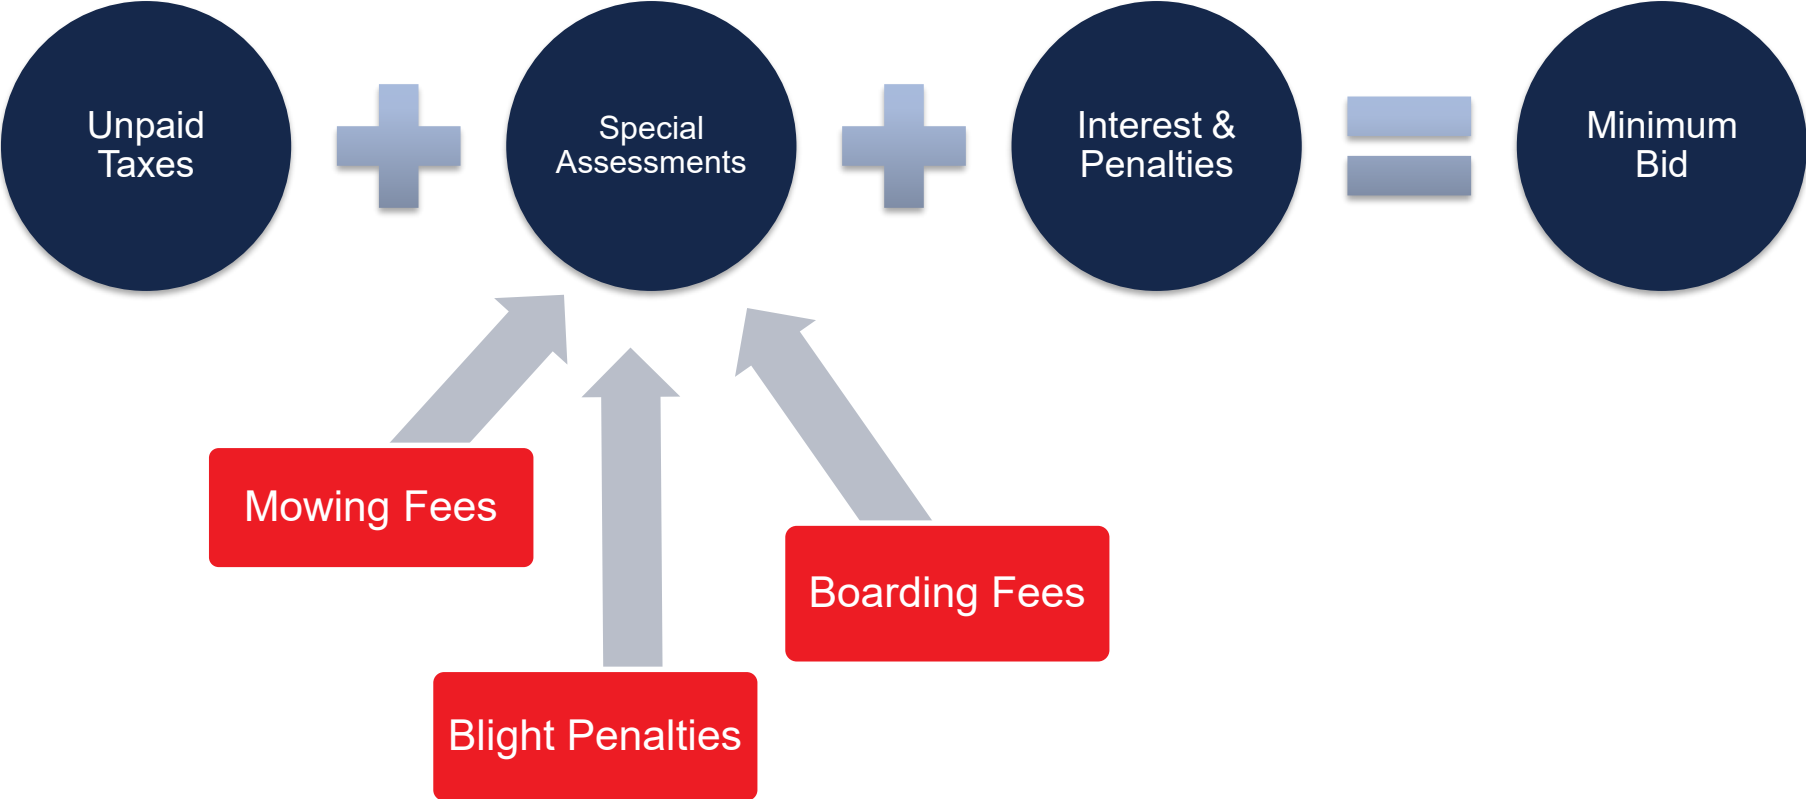 Unpaid
Taxes
Special
Assessments
Interest &
Penalties
Minimum
Bid
Mowing Fees
Boarding Fees
Blight Penalties